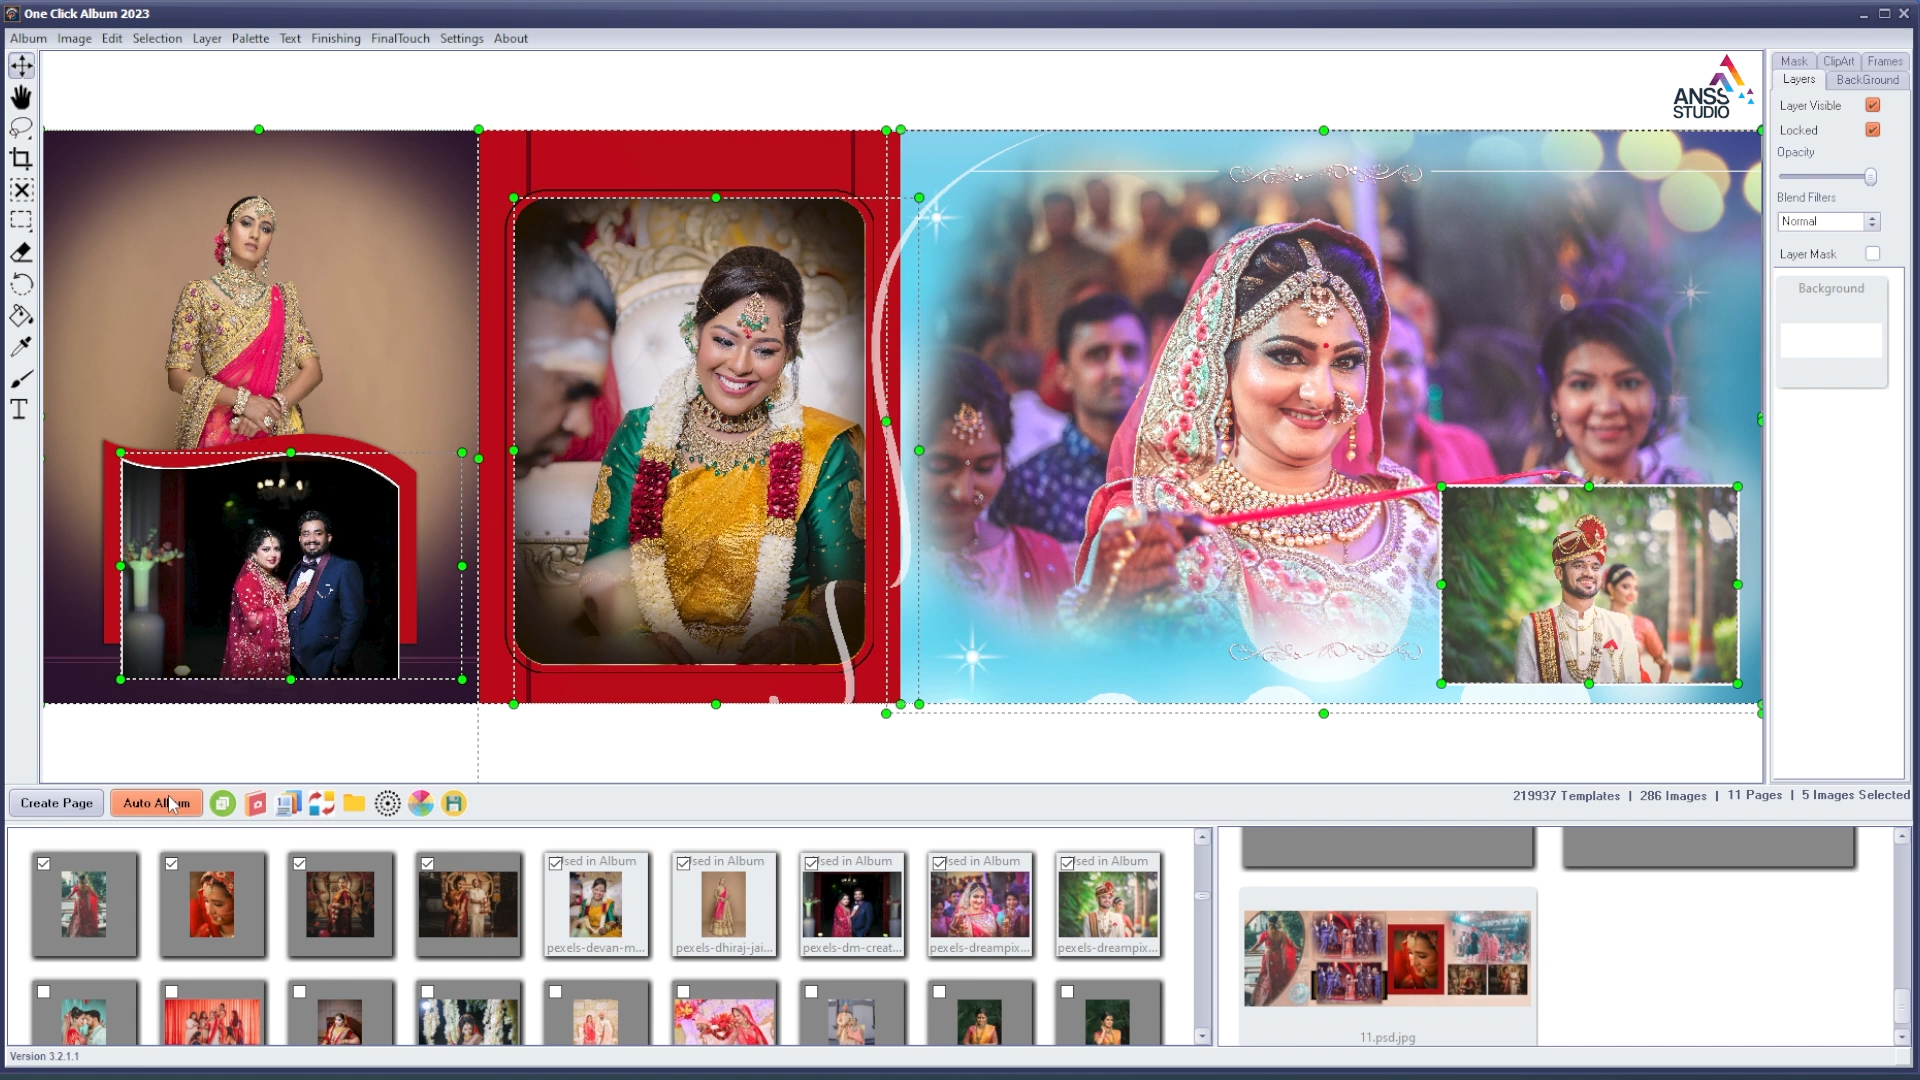 One Click Album 2023
Album Image Edit Selection Layer Palette Text Finishing FinalTouch Settings About
ANSS
STUDIO
Mask ClipArt Frames
Layers BackGround
Layer Visible
Locked
Opacity
Blend Filters
Normal
Layer Mask
Background
Create Page Auto Album
219937 Templates | 286 Images | 11 Pages | 5 Images Selected
sed in Album sed in Album sed in Album sed in Album sed in Album
pexels-devan-m... pexels-dhiraj-jai... pexels-dm-creat... pexels-dreampix... pexels-dreampix...
11.psd.jpg
Version 3.2.1.1